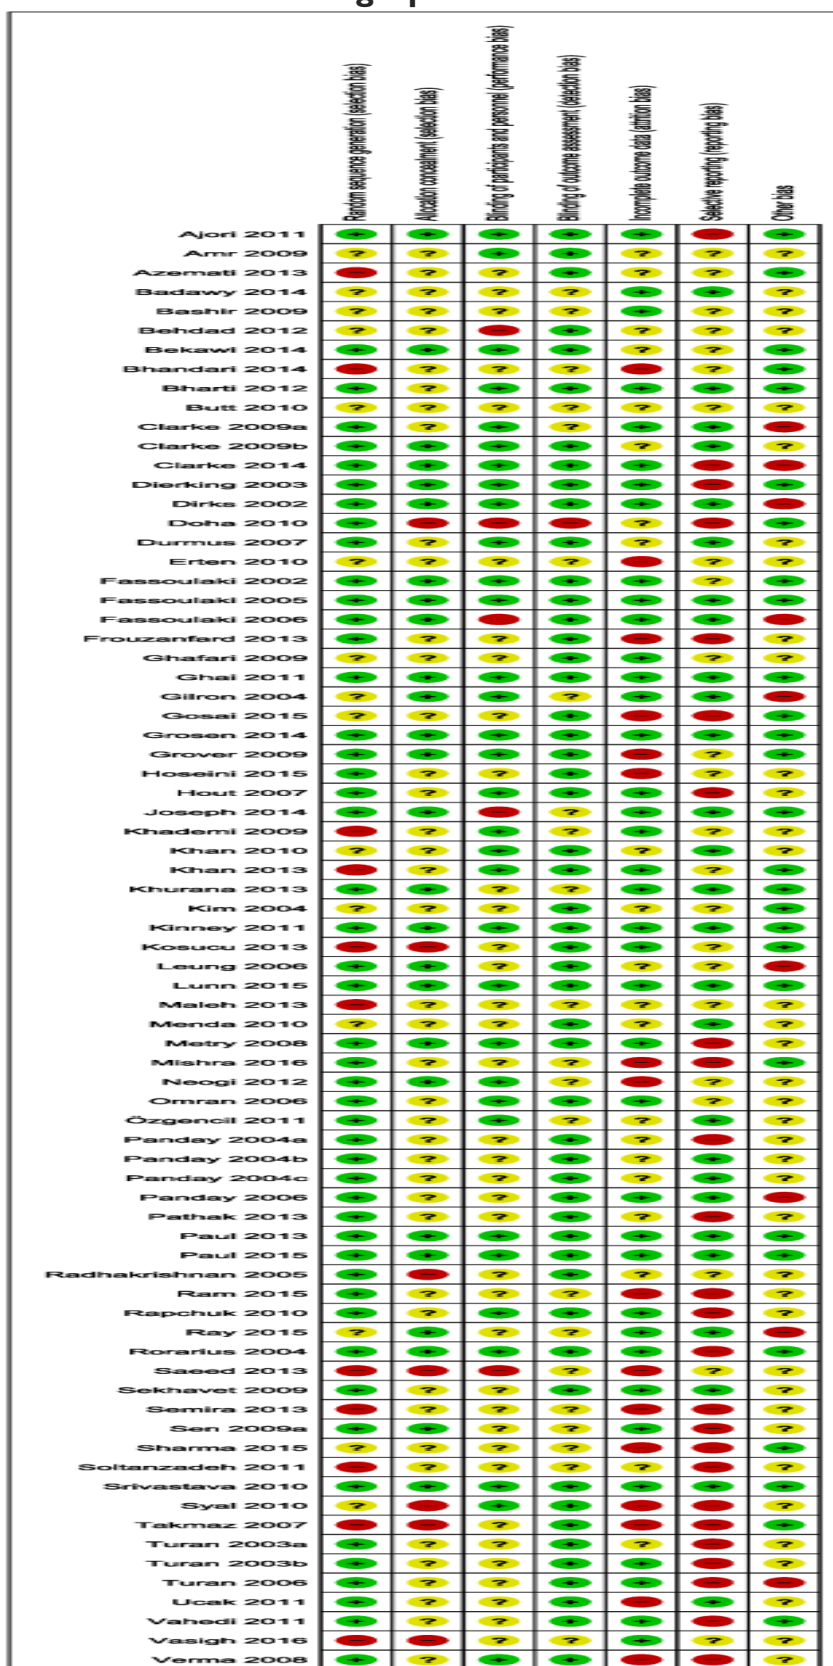 Random sequence generation (selection bias)
Allocation concealment (selection bias)
Blinding of participants and personnel (performance bias)
Blinding of outcome assessment (detection bias)
Incomplete outcome data (attrition bias)
Selective reporting (reporting bias)
Other bias
Ajori 2011 + + + + + - +
Amr 2009 ? ? + + ? ? +
Azemati 2013 - ? ? + ? ? +
Badawy 2014 ? ? ? ? + + ?
Bashir 2009 ? ? ? ? + ? ?
Behdad 2012 ? ? - + ? ? ?
Bekawi 2014 + + + + ? ? +
Bhandari 2014 - ? ? ? - ? +
Bharti 2012 + ? + + + + +
Butt 2010 ? ? ? ? ? ? ?
Clarke 2009a + ? + ? + + -
Clarke 2009b + + + + ? + ?
Clarke 2014 + + + + + - -
Dierking 2003 + + + + + - +
Dirks 2002 + + + + + + -
Doha 2010 + - - - ? - +
Durmus 2007 + ? + + ? + ?
Erten 2010 ? ? ? ? - ? ?
Fassoulaki 2002 + + + + + ? +
Fassoulaki 2005 + + + + + + +
Fassoulaki 2006 + + - + + + -
Frouzanfard 2013 + ? ? + - - ?
Ghafari 2009 ? ? ? + + ? ?
Ghai 2011 + + + + + + +
Gilron 2004 ? + + ? + + -
Gosai 2015 ? ? ? + - - +
Grosen 2014 + + + + + + +
Grover 2009 + + + + - ? +
Hoseini 2015 + ? ? + - ? ?
Hout 2007 + ? + + + - ?
Joseph 2014 + + - ? + + +
Khademi 2009 - ? + ? + ? ?
Khan 2010 ? ? + + ? + ?
Khan 2013 - ? + + + ? +
Khurana 2013 + + ? ? + + +
Kim 2004 ? ? ? + ? ? +
Kinney 2011 + + + + + + +
Kosucu 2013 - - ? + + ? +
Leung 2006 + + ? + ? ? -
Lunn 2015 + + + + + + +
Maleh 2013 - ? ? ? ? ? ?
Menda 2010 ? ? ? + ? + ?
Metry 2008 + + + + + - ?
Mishra 2016 + ? ? ? - - +
Neogi 2012 + + + ? - ? ?
Omran 2006 + ? + + + ? ?
Özgencil 2011 + ? + ? ? + ?
Panday 2004a + ? ? + ? - ?
Panday 2004b + ? ? + ? + ?
Panday 2004c + ? ? + ? + ?
Panday 2006 + ? ? + + + -
Pathak 2013 + ? ? + ? - ?
Paul 2013 + + + + + + +
Paul 2015 + + + + + + +
Radhakrishnan 2005 + - ? + ? ? ?
Ram 2015 + ? ? ? - - ?
Rapchuk 2010 + ? + + + - ?
Ray 2015 ? + ? ? + + -
Rorarius 2004 + + + + + - +
Saeed 2013 - - - ? - ? ?
Sekhavet 2009 + ? ? + + + ?
Semira 2013 - ? ? ? - - ?
Sen 2009a + + ? ? + - ?
Sharma 2015 ? ? ? ? - - +
Soltanzadeh 2011 - ? ? ? ? - ?
Srivastava 2010 + + + + + + +
Syal 2010 ? - + + - - ?
Takmaz 2007 - - ? + - - +
Turan 2003a + ? ? + ? - ?
Turan 2003b + ? ? + + - ?
Turan 2006 + ? ? + + - -
Ucak 2011 + ? ? + - + ?
Vahedi 2011 + ? ? + + - +
Vasigh 2016 - - ? ? + ? ?
Verma 2008 + ? + + - - ?